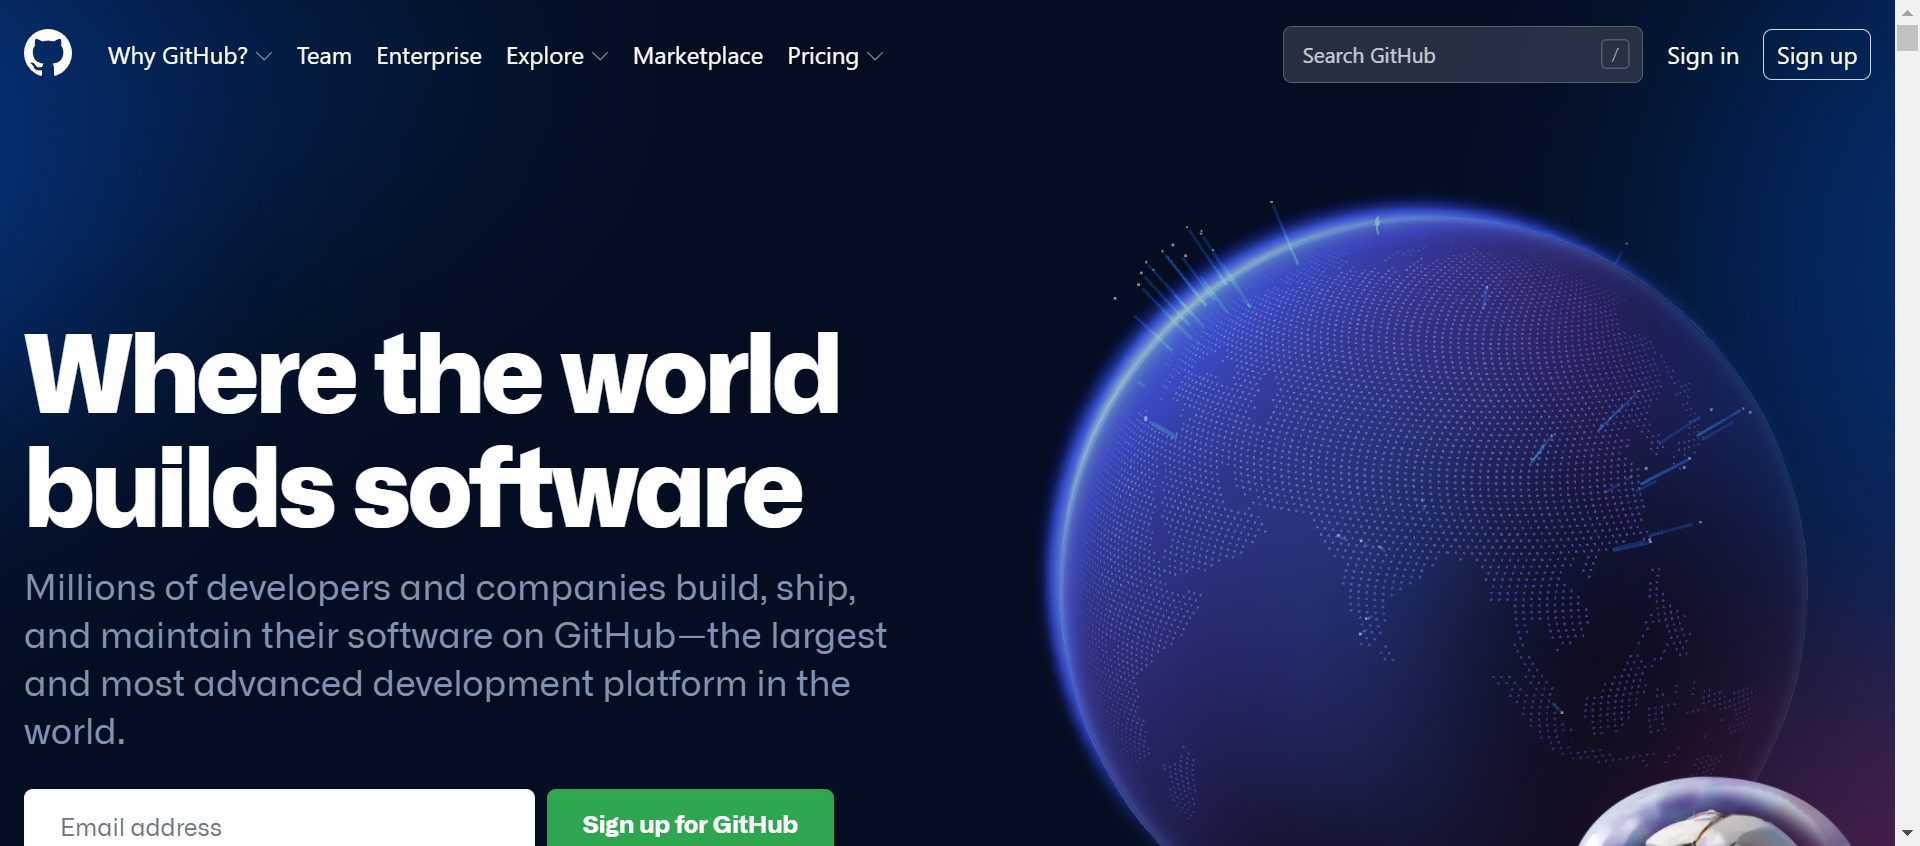 Why GitHub? Team Enterprise Explore Marketplace Pricing Search GitHub / Sign in Sign up
Where the world
builds software
Millions of developers and companies build, ship,
and maintain their software on GitHub—the largest
and most advanced development platform in the
world.
Email address Sign up for GitHub